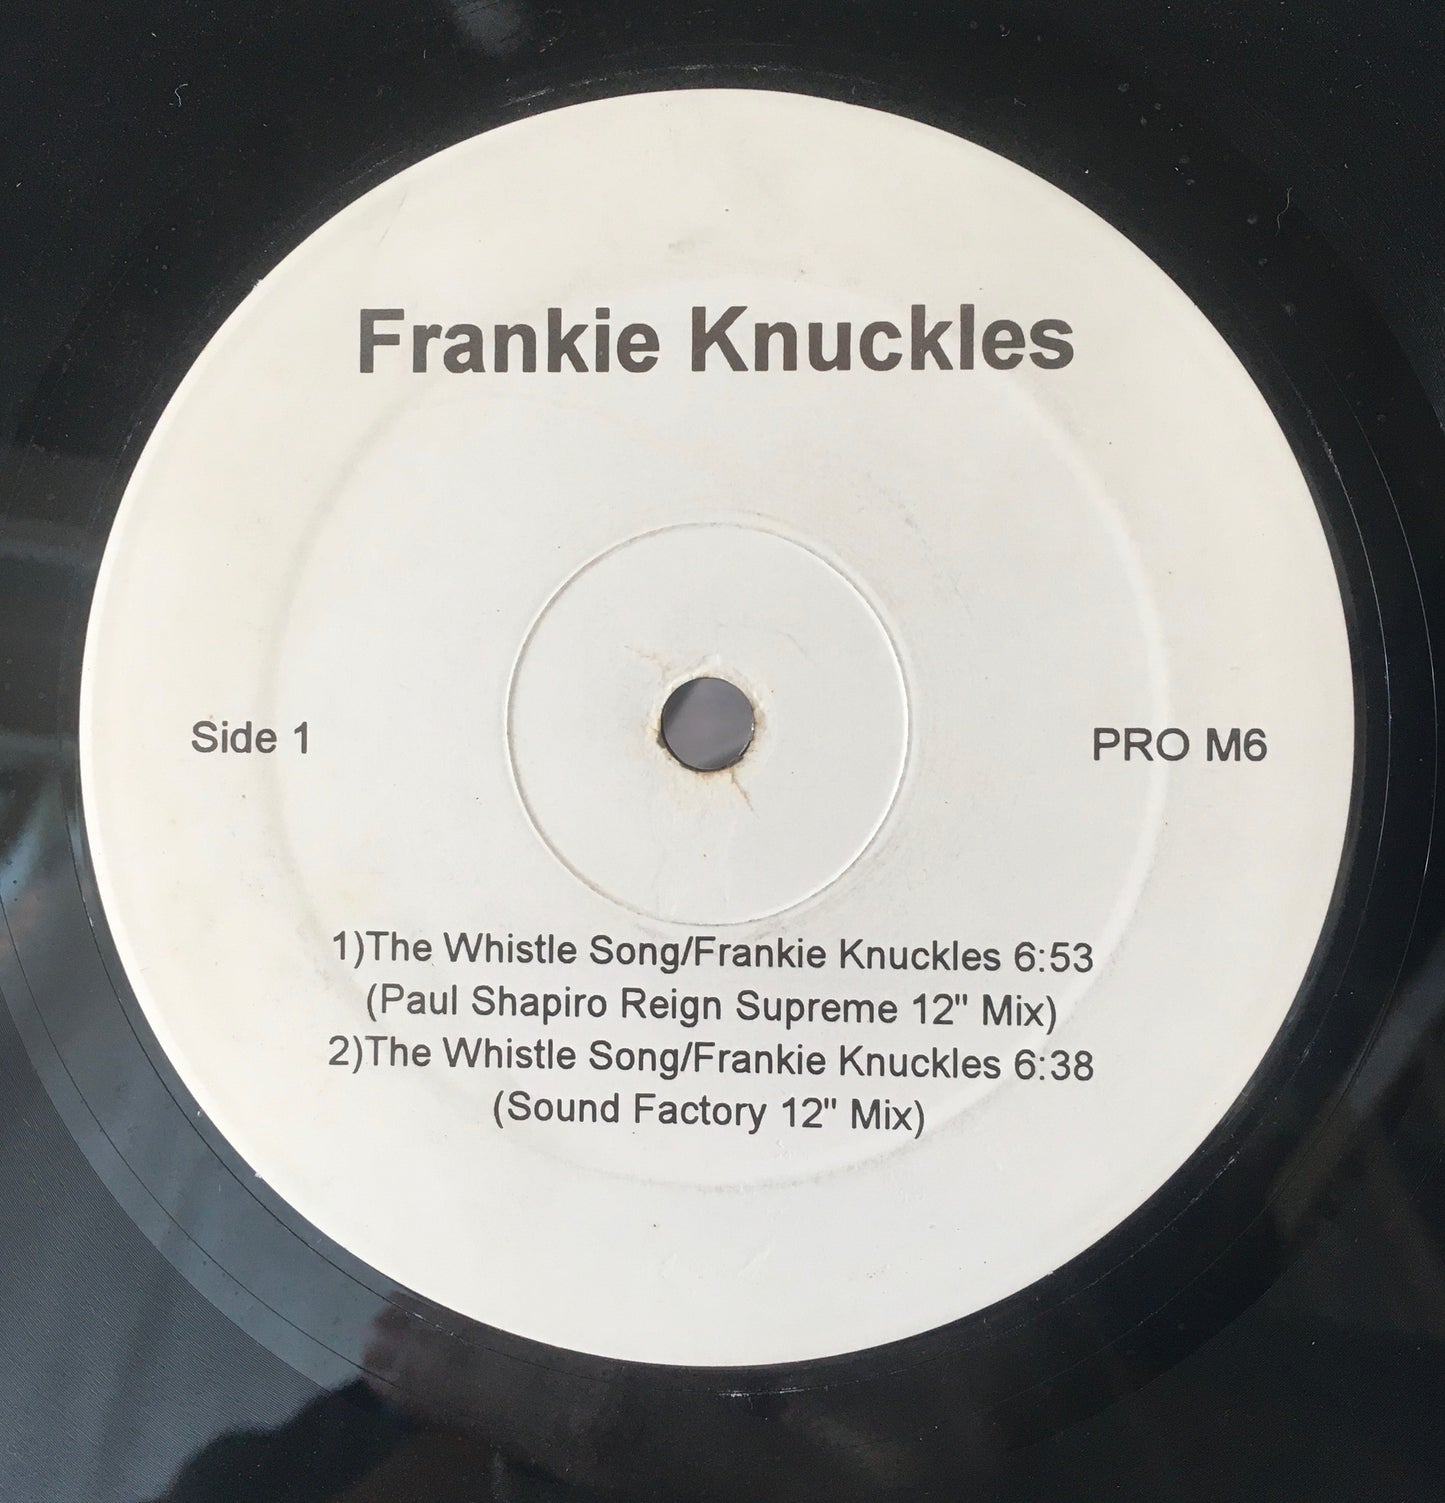 Frankie Knuckles
Side 1
PRO M6
1)The Whistle Song/Frankie Knuckles 6:53
(Paul Shapiro Reign Supreme 12" Mix)
2)The Whistle Song/Frankie Knuckles 6:38
(Sound Factory 12" Mix)